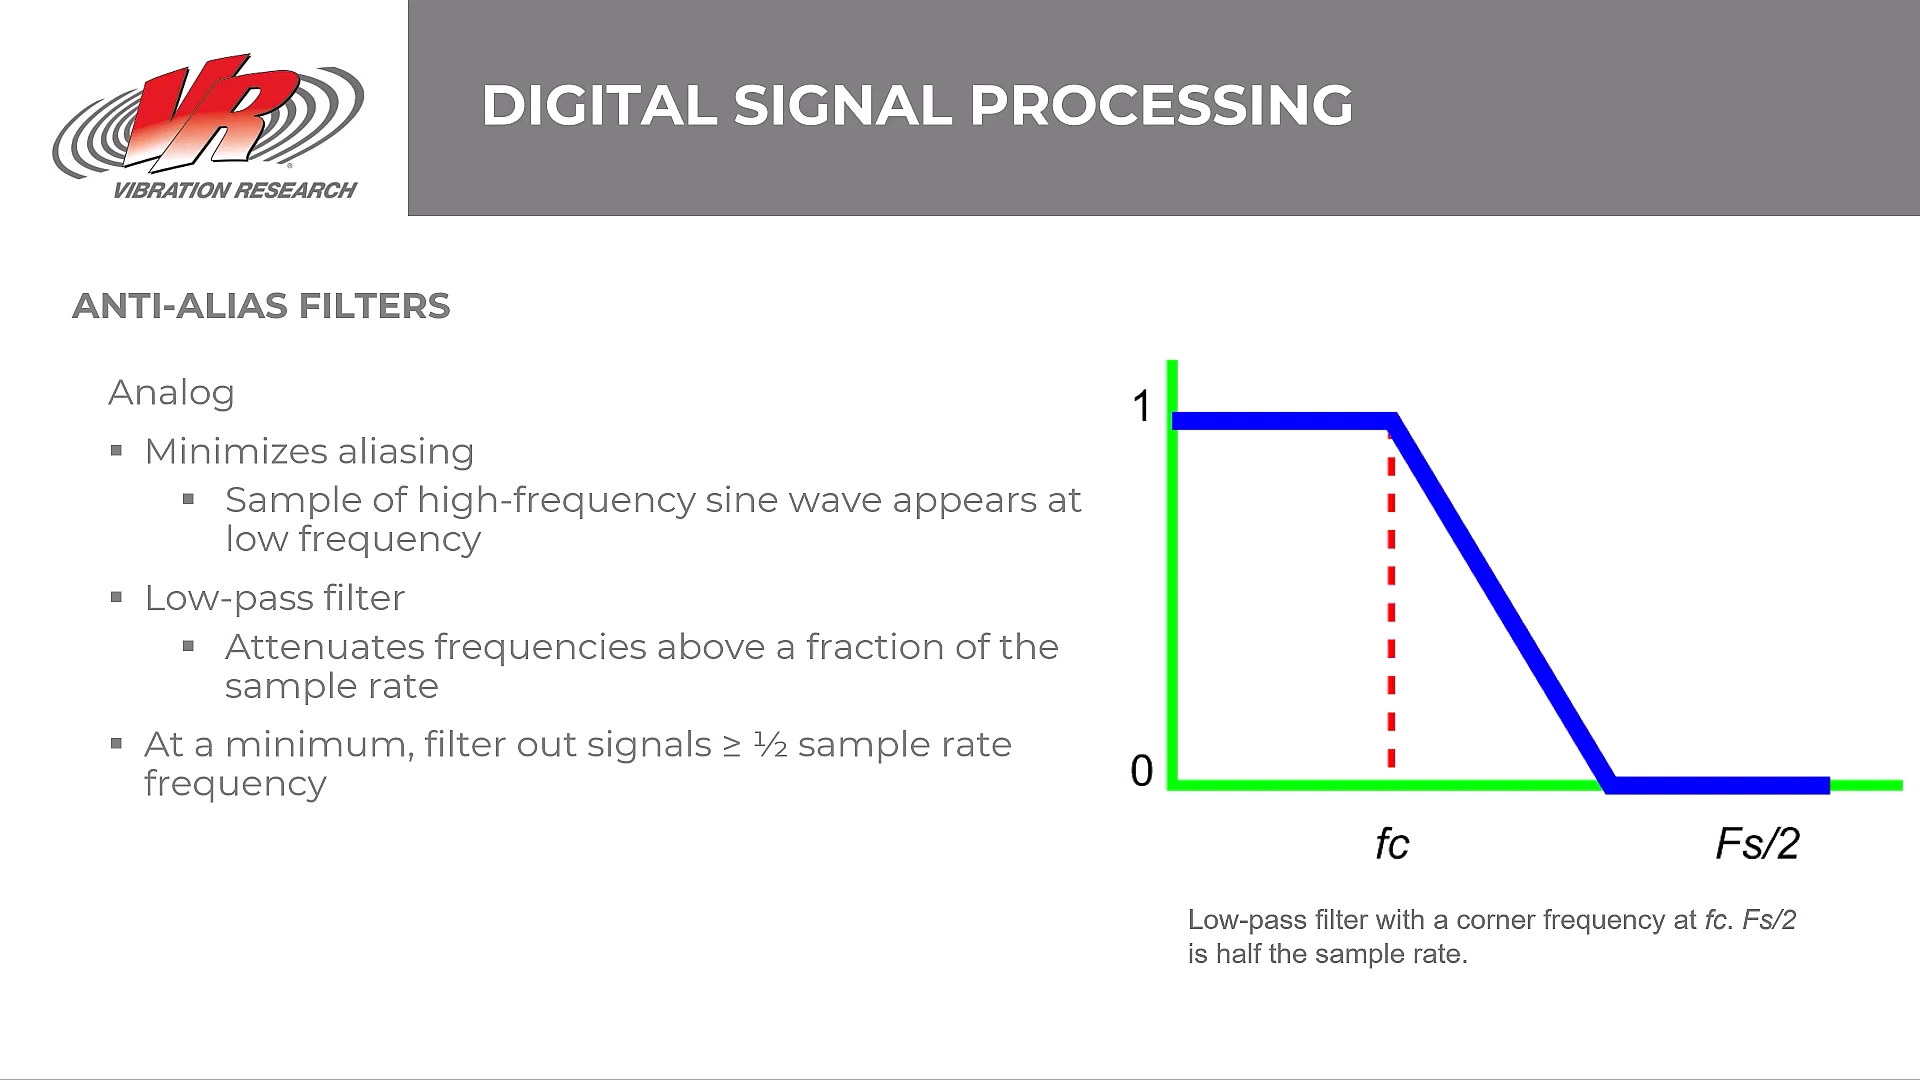 VR
VIBRATION RESEARCH
DIGITAL SIGNAL PROCESSING
ANTI-ALIAS FILTERS
Analog
▪ Minimizes aliasing
▪ Sample of high-frequency sine wave appears at
low frequency
▪ Low-pass filter
▪ Attenuates frequencies above a fraction of the
sample rate
▪ At a minimum, filter out signals ≥ ½ sample rate
frequency
1
0
fc
Fs/2
Low-pass filter with a corner frequency at fc. Fs/2
is half the sample rate.